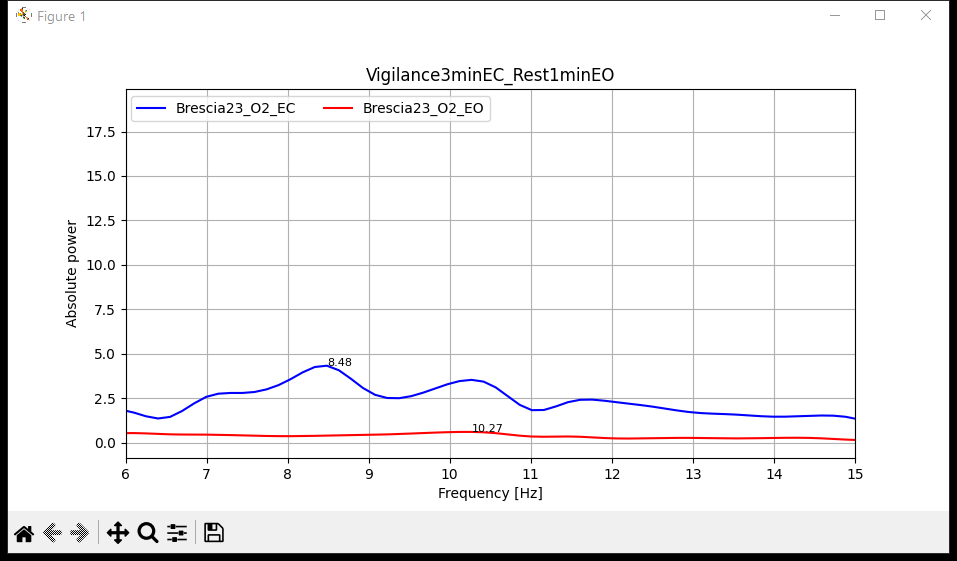 Figure 1
Vigilance3minEC_Rest1minEO
Brescia23_O2_EC Brescia23_O2_EO
17.5
15.0
12.5
10.0
7.5
5.0
2.5
0.0
Absolute power
8.48
10.27
6 7 8 9 10 11 12 13 14 15
Frequency [Hz]